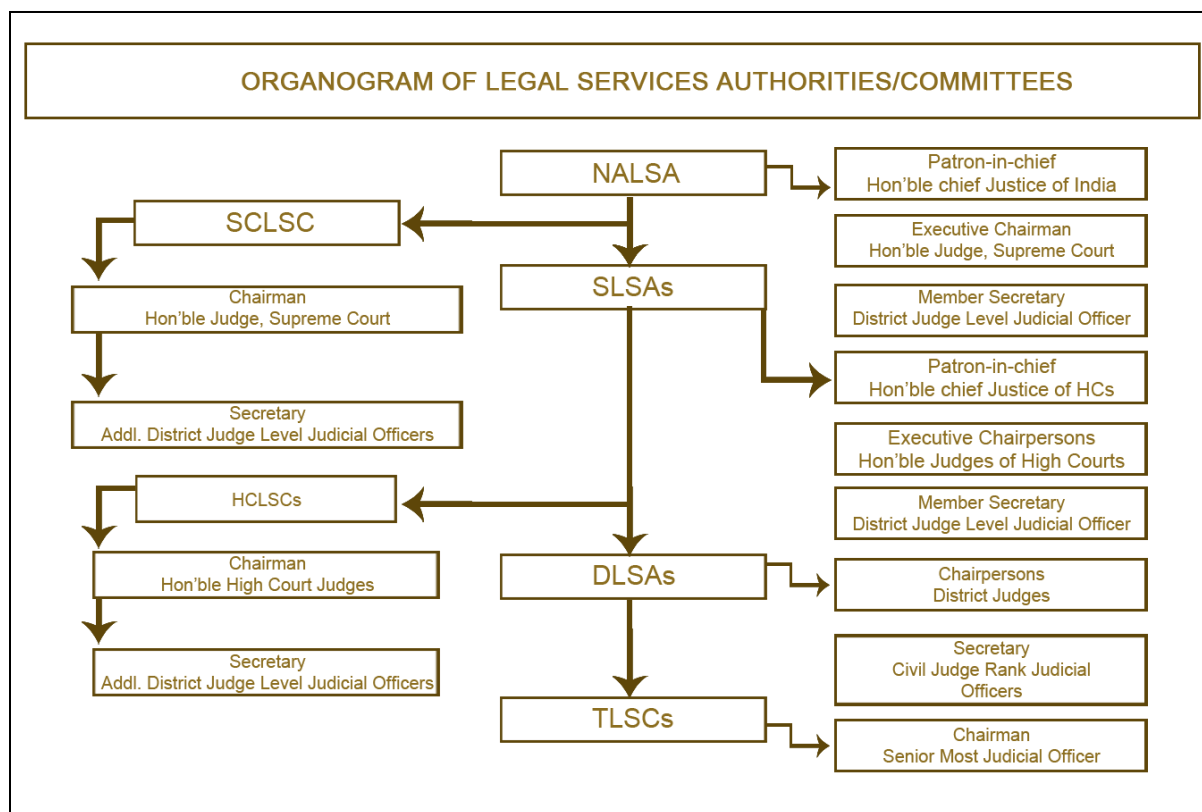 ORGANOGRAM OF LEGAL SERVICES AUTHORITIES/COMMITTEES
NALSA
Patron-in-chief
Hon'ble chief Justice of India
SCLSC
Executive Chairman
Hon'ble Judge, Supreme Court
SLSAs
Chairman
Hon'ble Judge, Supreme Court
Member Secretary
District Judge Level Judicial Officer
Patron-in-chief
Hon'ble chief Justice of HCs
Secretary
Addl. District Judge Level Judicial Officers
Executive Chairpersons
Hon'ble Judges of High Courts
HCLSCs
Member Secretary
District Judge Level Judicial Officer
Chairman
Hon'ble High Court Judges
DLSAs
Chairpersons
District Judges
Secretary
Addl. District Judge Level Judicial Officers
Secretary
Civil Judge Rank Judicial
Officers
TLSCs
Chairman
Senior Most Judicial Officer